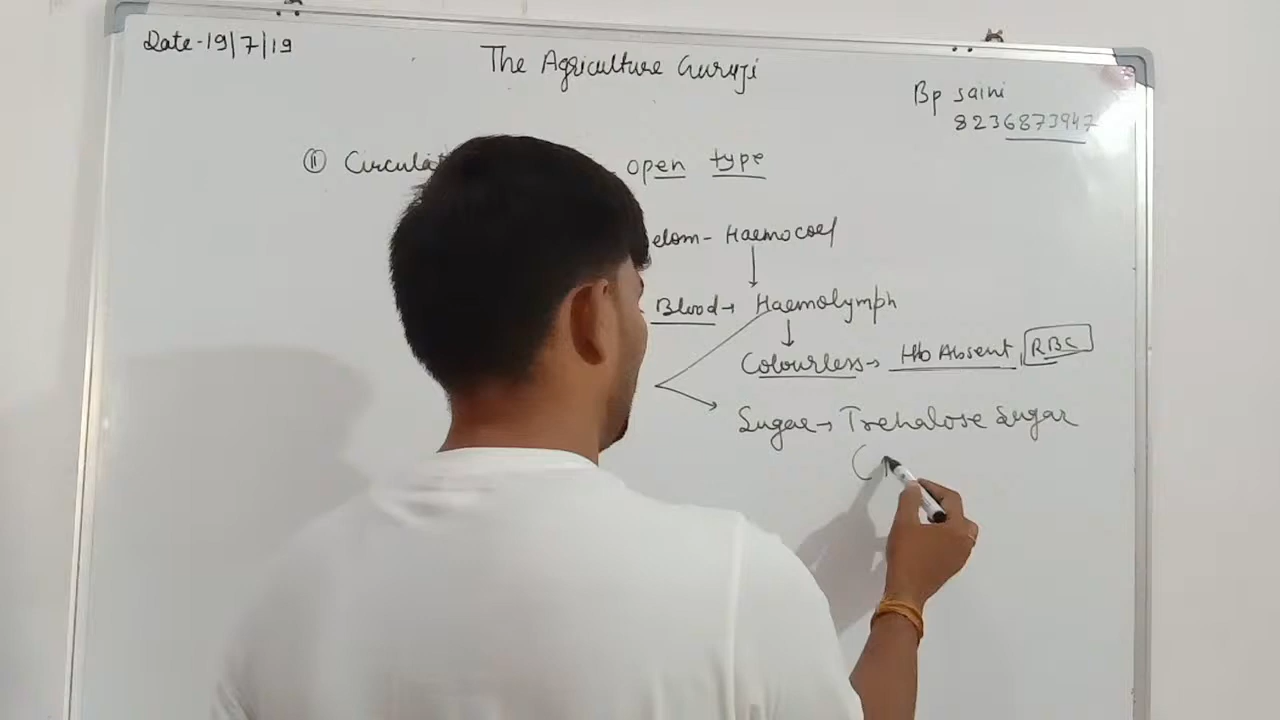 Date-19/7/19
The Agriculture Guruji
Bp saini
8236873947
(ii) Circulat open type
elom- Haemocoel
Blood→ Haemolymph
Colourless→ Hb Absent, RBC
Sugar→ Trehalose Sugar
(